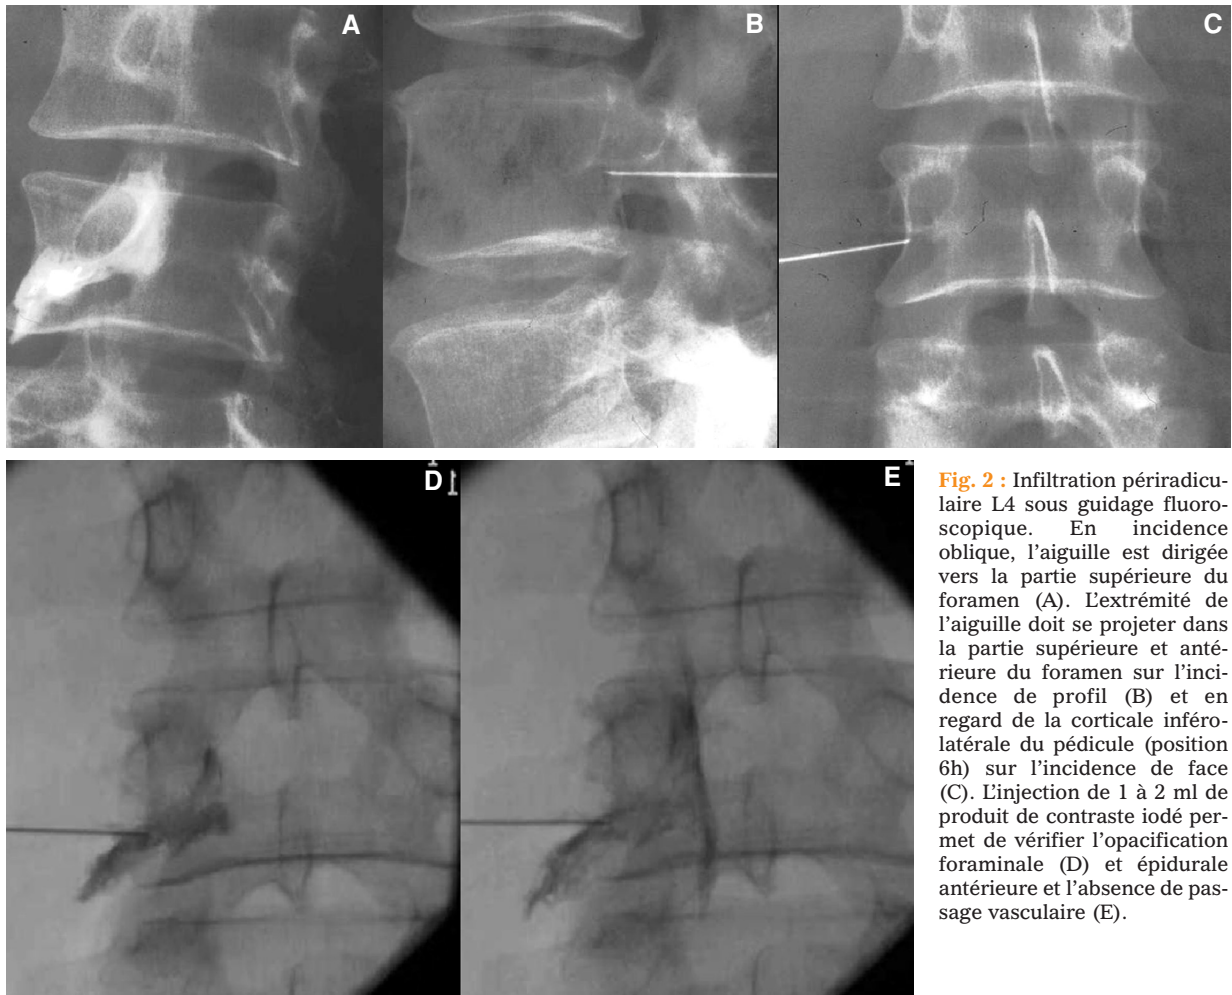 A
B
C
D
E
Fig. 2 : Infiltration périradicu-
laire L4 sous guidage fluoro-
scopique. En incidence
oblique, l'aiguille est dirigée
vers la partie supérieure du
foramen (A). L'extrémité de
l'aiguille doit se projeter dans
la partie supérieure et anté-
rieure du foramen sur l'inci-
dence de profil (B) et en
regard de la corticale inféro-
latérale du pédicule (position
6h) sur l'incidence de face
(C). L'injection de 1 à 2 ml de
produit de contraste iodé per-
met de vérifier l'opacification
foraminale (D) et épidurale
antérieure et l'absence de pas-
sage vasculaire (E).